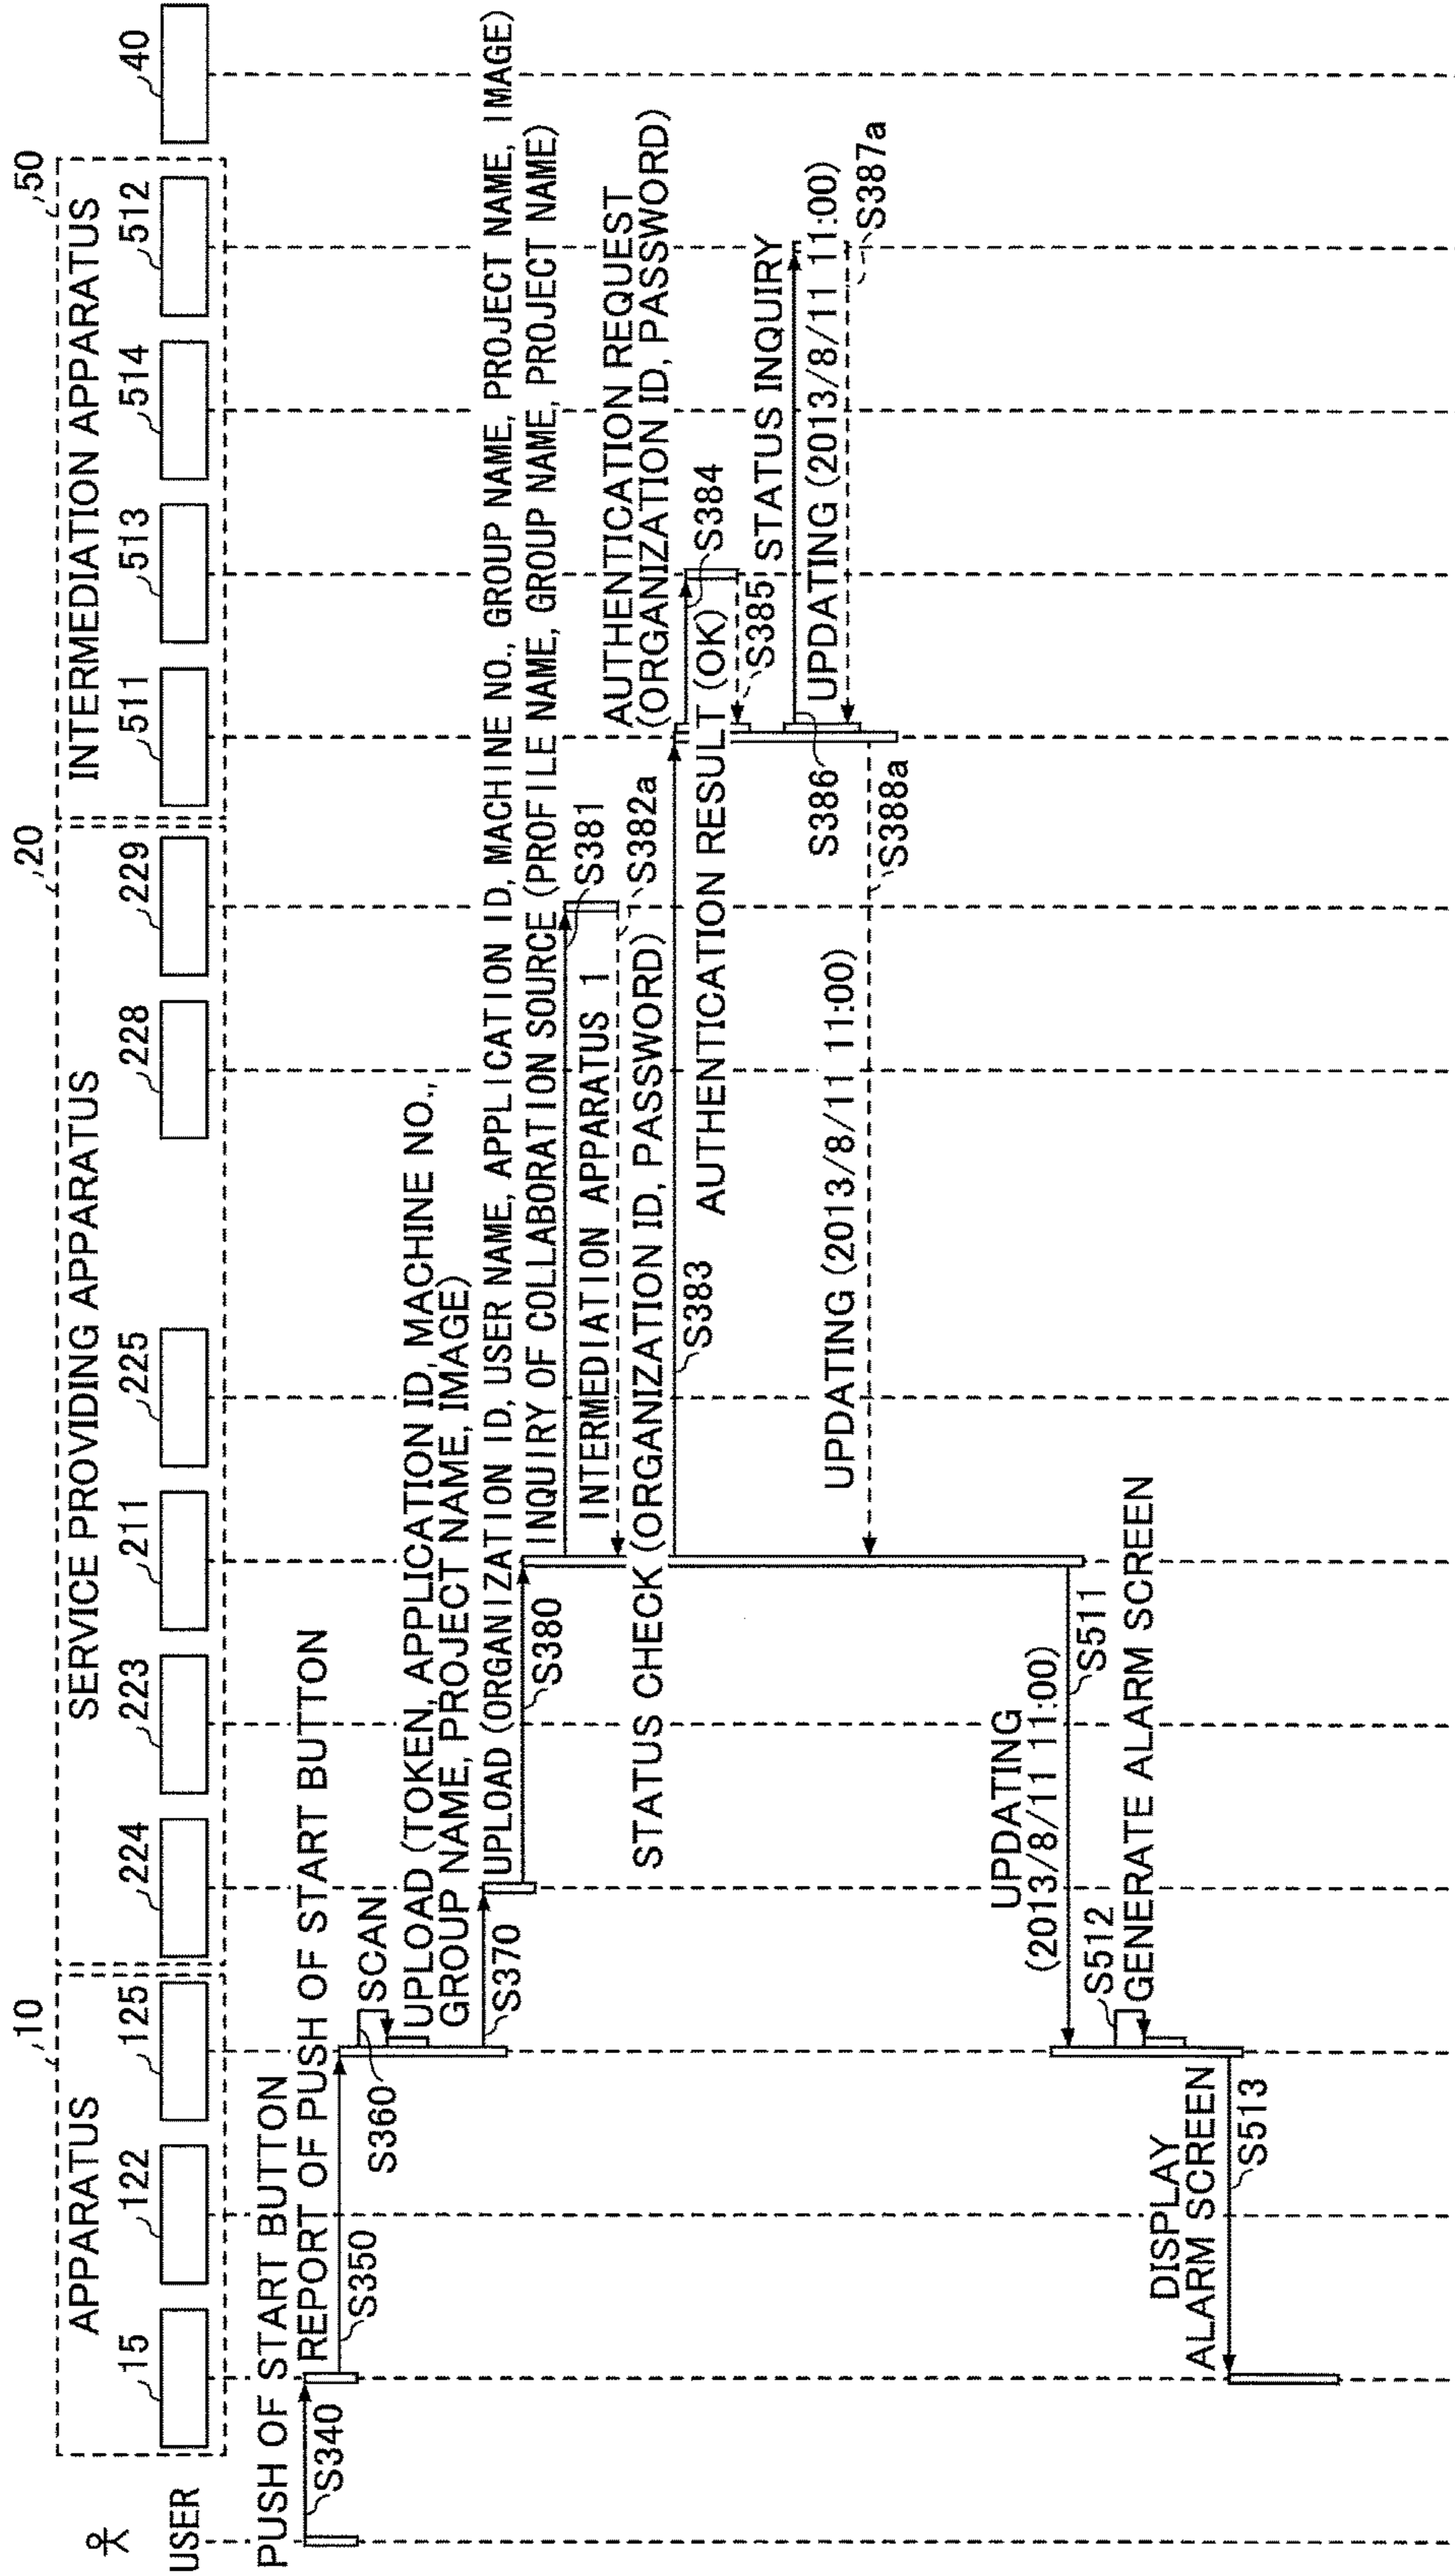 USER
APPARATUS
10
15
122
125
SERVICE PROVIDING APPARATUS
20
224
223
211
225
228
229
INTERMEDIATION APPARATUS
50
511
513
514
512
40
PUSH OF START BUTTON
S340
REPORT OF PUSH OF START BUTTON
S350
SCAN
S360
UPLOAD (TOKEN, APPLICATION ID, MACHINE NO.,
GROUP NAME, PROJECT NAME, IMAGE)
S370
UPLOAD (ORGANIZATION ID, USER NAME, APPLICATION ID, MACHINE NO., GROUP NAME, PROJECT NAME, IMAGE)
S380
INQUIRY OF COLLABORATION SOURCE (PROFILE NAME, GROUP NAME, PROJECT NAME)
S381
INTERMEDIATION APPARATUS 1
S382a
STATUS CHECK (ORGANIZATION ID, PASSWORD)
S383
AUTHENTICATION REQUEST
(ORGANIZATION ID, PASSWORD)
S384
AUTHENTICATION RESULT (OK)
S385
STATUS INQUIRY
S386
UPDATING (2013/8/11 11:00)
S387a
UPDATING (2013/8/11 11:00)
S388a
UPDATING
(2013/8/11 11:00)
S511
S512
GENERATE ALARM SCREEN
DISPLAY
ALARM SCREEN
S513